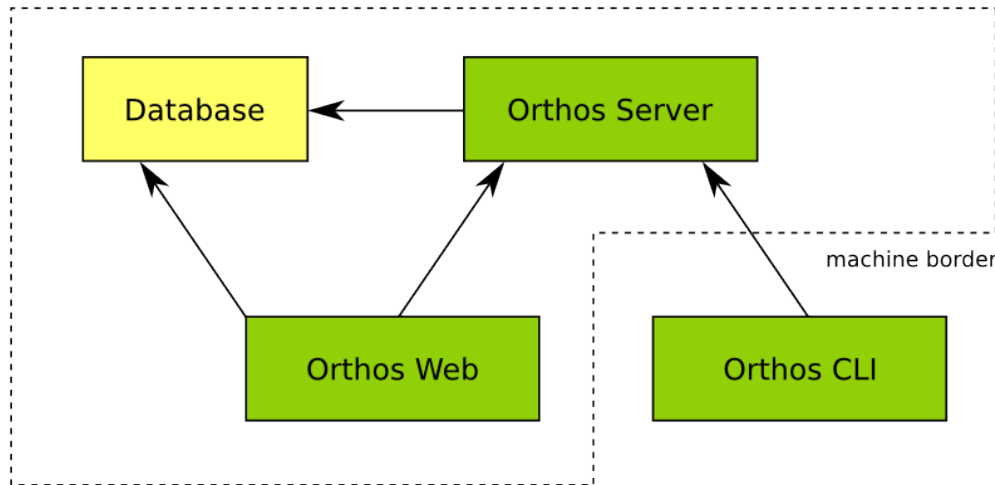 Database
Orthos Server
machine border
Orthos Web
Orthos CLI